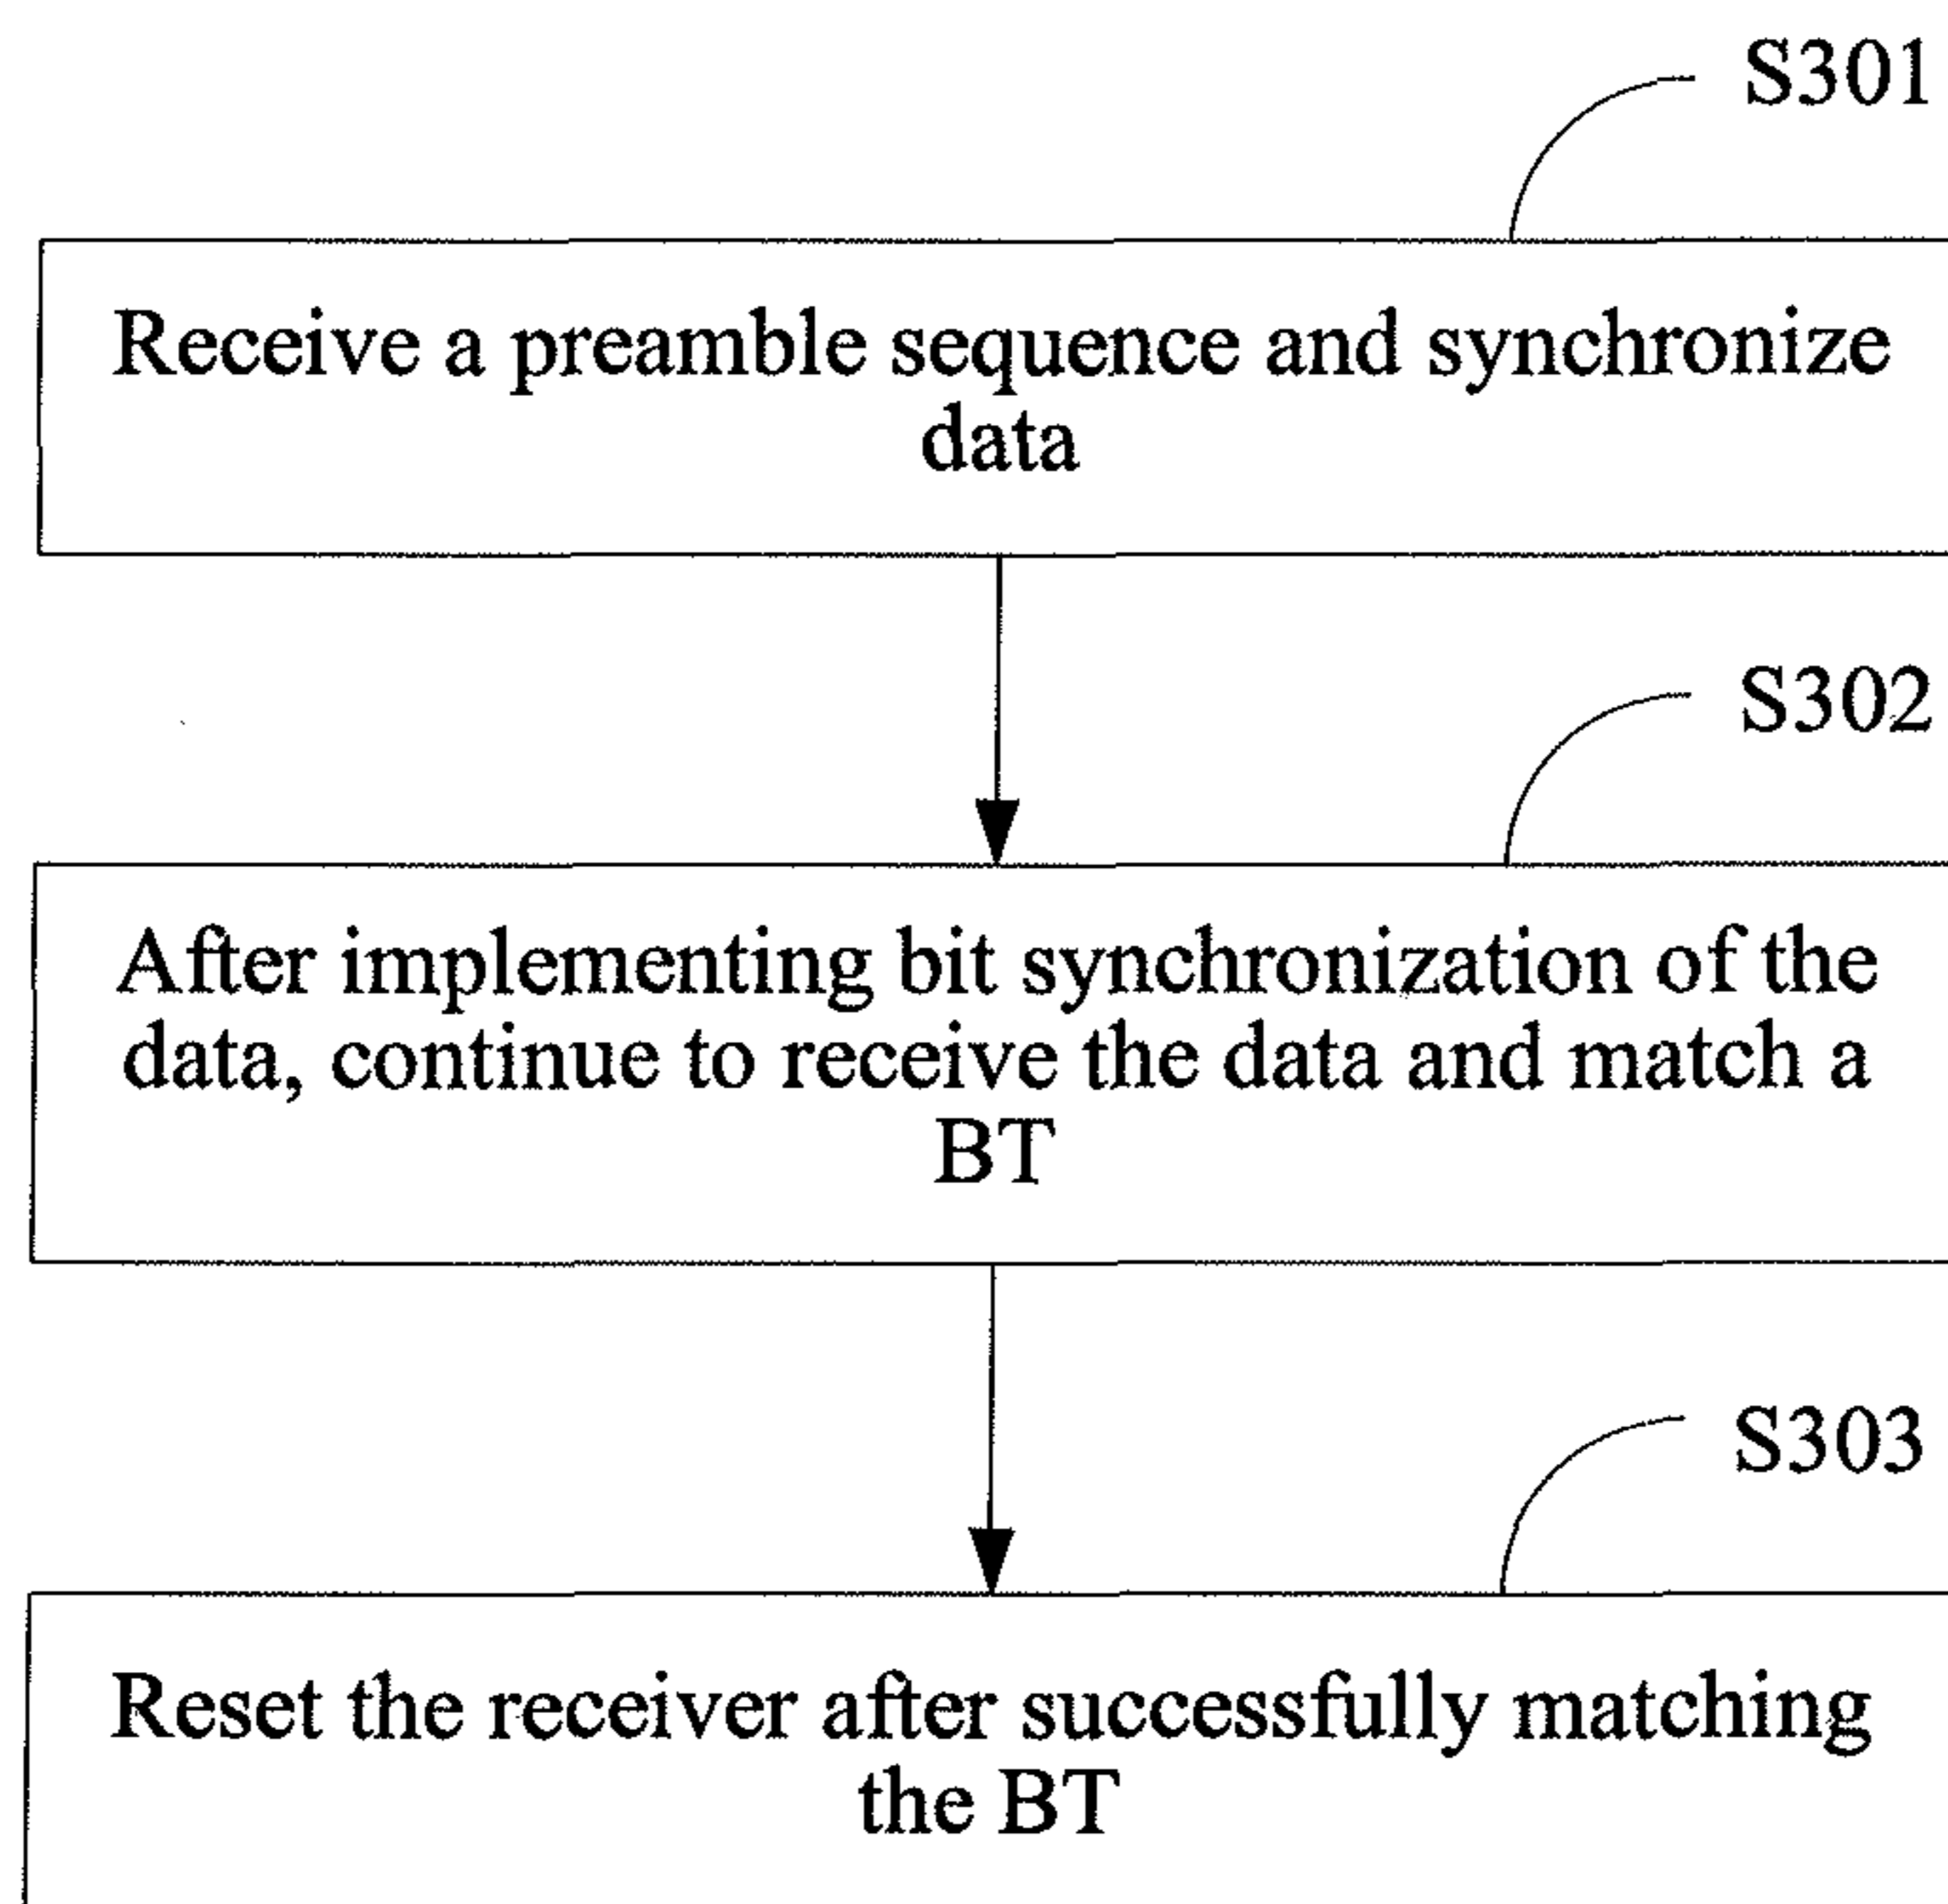 S301
Receive a preamble sequence and synchronize
data
S302
After implementing bit synchronization of the
data, continue to receive the data and match a
BT
S303
Reset the receiver after successfully matching
the BT